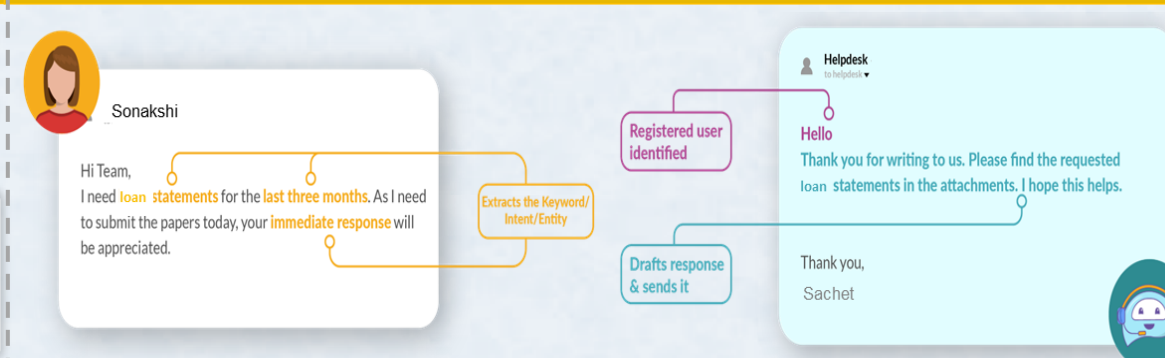 Sonakshi
Hi Team,
I need loan statements for the last three months. As I need
to submit the papers today, your immediate response will
be appreciated.
Extracts the Keyword/
Intent/Entity
Registered user
identified
Drafts response
& sends it
Helpdesk
to helpdesk
Hello
Thank you for writing to us. Please find the requested
loan statements in the attachments. I hope this helps.
Thank you,
Sachet